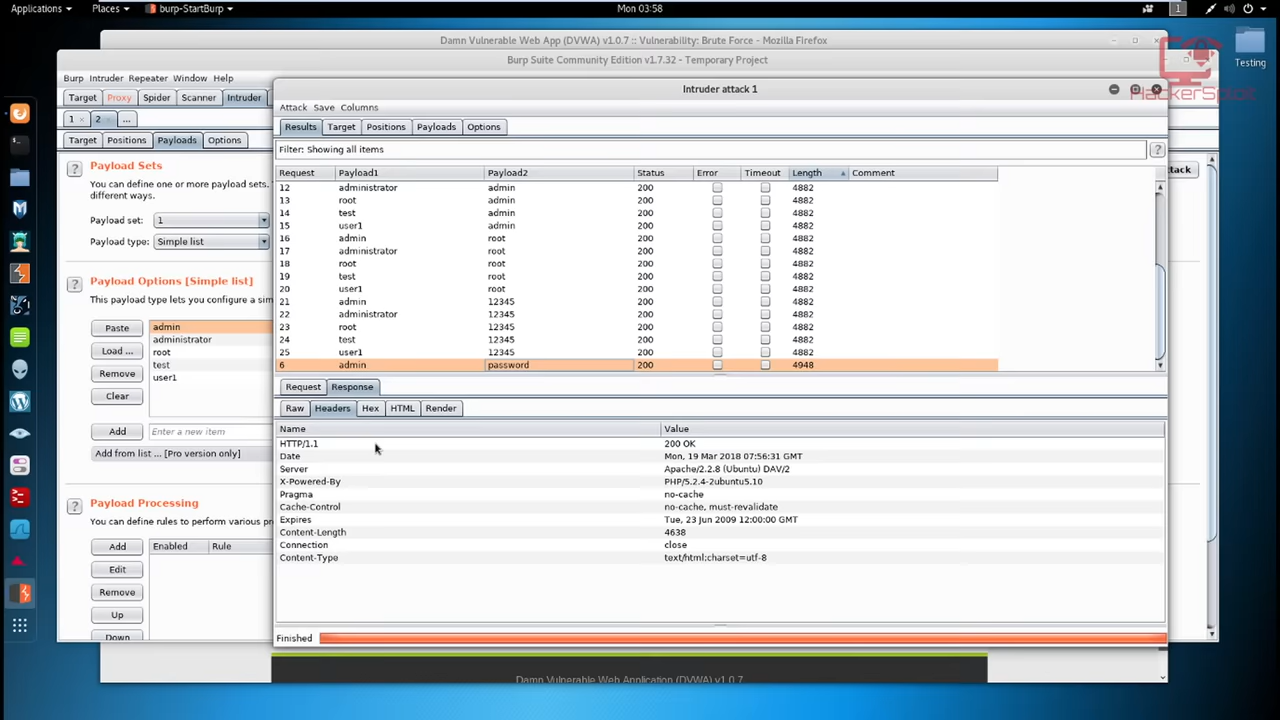 Applications Places burp-StartBurp Mon 03:58 1
Damn Vulnerable Web App (DVWA) v1.0.7 :: Vulnerability: Brute Force - Mozilla Firefox
Burp Suite Community Edition v1.7.32 - Temporary Project
Testing
HackerSploit
Burp Intruder Repeater Window Help
Target Proxy Spider Scanner Intruder
1 × 2 × ...
Target Positions Payloads Options
Payload Sets
You can define one or more payload sets.
different ways.
Payload set: 1
Payload type: Simple list
Payload Options [Simple list]
This payload type lets you configure a sim
Paste
Load ...
Remove
Clear
admin
administrator
root
test
user1
Add Enter a new item
Add from list ... [Pro version only]
Payload Processing
You can define rules to perform various pr
Add Enabled Rule
Edit
Remove
Up
Down
Intruder attack 1
Attack Save Columns
Results Target Positions Payloads Options
Filter: Showing all items ?
Request Payload1 Payload2 Status Error Timeout Length Comment
12 administrator admin 200 4882
13 root admin 200 4882
14 test admin 200 4882
15 user1 admin 200 4882
16 admin root 200 4882
17 administrator root 200 4882
18 root root 200 4882
19 test root 200 4882
20 user1 root 200 4882
21 admin 12345 200 4882
22 administrator 12345 200 4882
23 root 12345 200 4882
24 test 12345 200 4882
25 user1 12345 200 4882
6 admin password 200 4948
Request Response
Raw Headers Hex HTML Render
Name Value
HTTP/1.1 200 OK
Date Mon, 19 Mar 2018 07:56:31 GMT
Server Apache/2.2.8 (Ubuntu) DAV/2
X-Powered-By PHP/5.2.4-2ubuntu5.10
Pragma no-cache
Cache-Control no-cache, must-revalidate
Expires Tue, 23 Jun 2009 12:00:00 GMT
Content-Length 4638
Connection close
Content-Type text/html;charset=utf-8
Finished
Damn Vulnerable Web Application (DVWA) v1.0.7